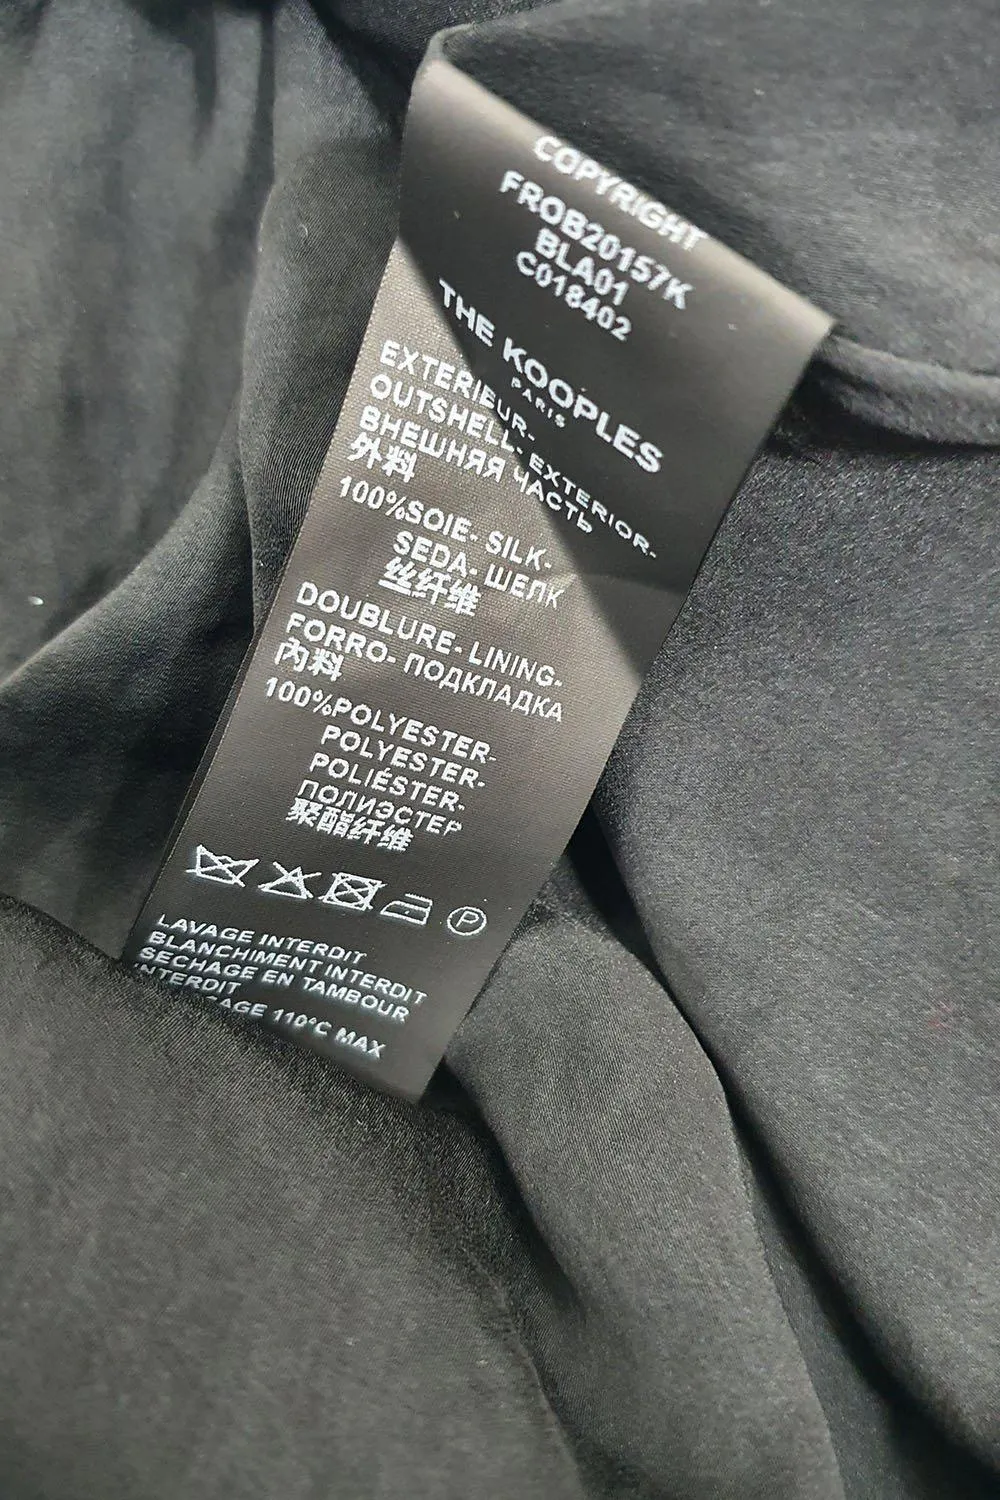 COPYRIGHT
FROB20157K
BLA01
C018402
THE KOOPLES
PARIS
EXTERIEUR-
OUTSHELL- EXTERIOR-
ВНЕШНЯЯ ЧАСТЬ
外料
100%SOIE- SILK-
SEDA- ШЕЛК
丝纤维
DOUBLURE- LINING-
FORRO- ПОДКЛАДКА
内料
100%POLYESTER-
POLYESTER-
POLIÉSTER-
ПОЛИЭСТЕР
聚酯纤维
P
LAVAGE INTERDIT
BLANCHIMENT INTERDIT
SECHAGE EN TAMBOUR
INTERDIT
110°C MAX